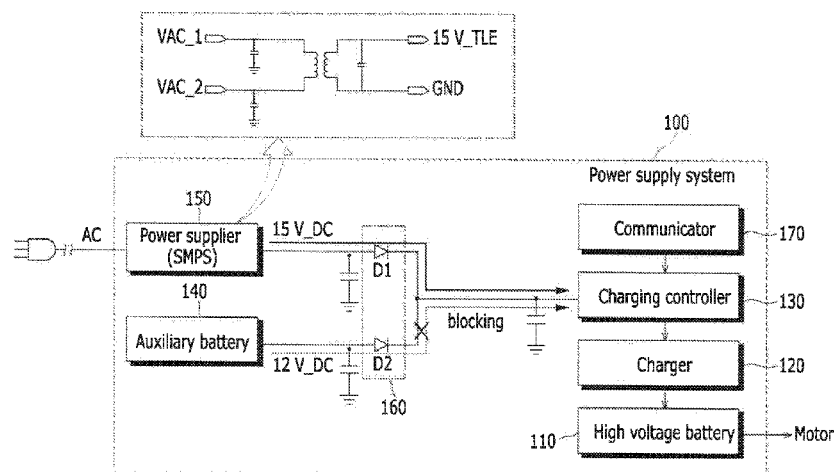 VAC_1
15 V_TLE
VAC_2
GND
100
Power supply system
150
AC
Power supplier
(SMPS)
15 V_DC
D1
Communicator
170
140
Charging controller
130
Auxiliary battery
blocking
12 V_DC
D2
160
Charger
120
110
High voltage battery
Motor